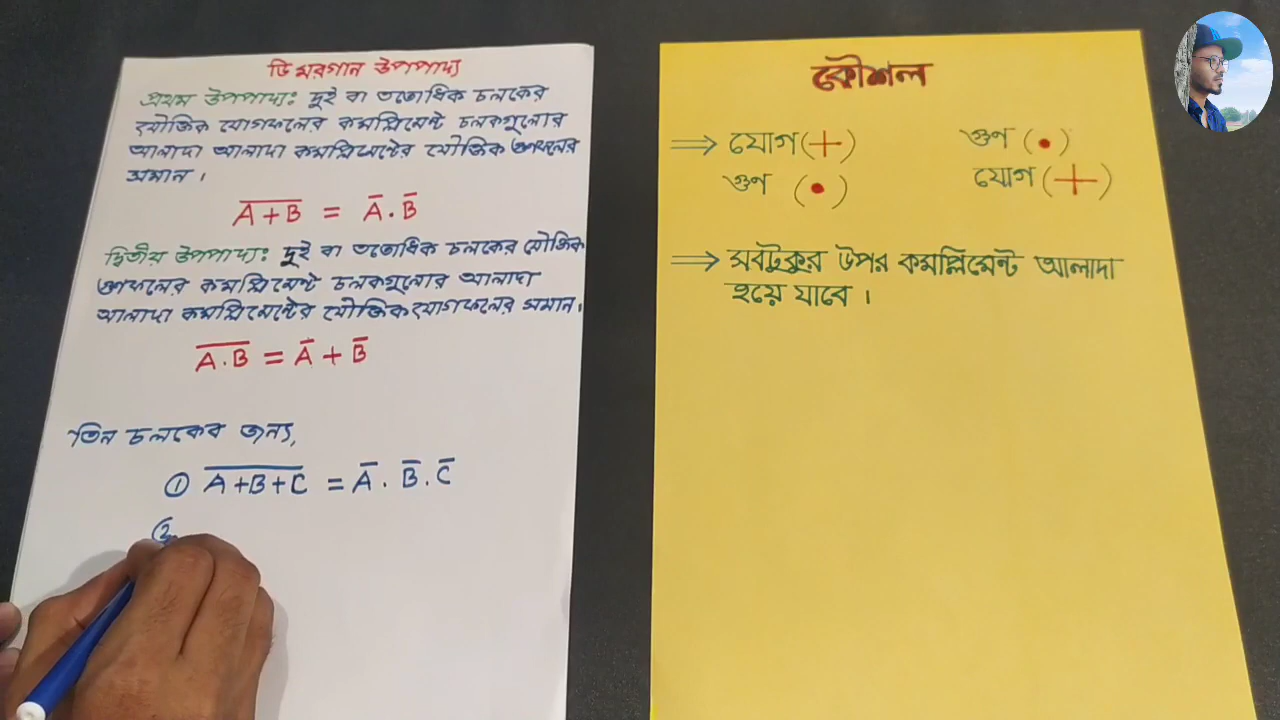 ডি মরগান উপপাদ্য
প্রথম উপপাদ্যঃ দুই বা ততোধিক চলকের
যৌক্তিক যোগফলের কমপ্লিমেন্ট চলকগুলোর
আলাদা আলাদা কমপ্লিমেন্টের যৌক্তিক গুণফলের
সমান ।
A̅+̅B̅ = A̅ . B̅
দ্বিতীয় উপপাদ্যঃ দুই বা ততোধিক চলকের যৌক্তিক
গুণফলের কমপ্লিমেন্ট চলকগুলোর আলাদা
আলাদা কমপ্লিমেন্টের যৌক্তিক যোগফলের সমান ।
A̅.̅B̅ = A̅ + B̅
তিন চলকের জন্য,
① A̅+̅B̅+̅C̅ = A̅ . B̅ . C̅
কৌশল
⇒ যোগ (+) গুণ (•)
গুণ (•) যোগ (+)
⇒ সবটুকুর উপর কমপ্লিমেন্ট আলাদা
হয়ে যাবে ।